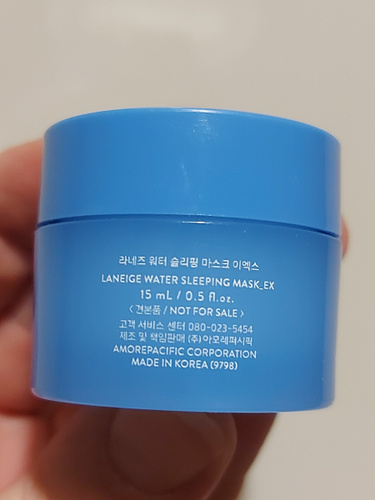 라네즈 워터 슬리핑 마스크 이엑스
LANEIGE WATER SLEEPING MASK_EX
15 mL / 0.5 fl.oz.
〈 견본품 / NOT FOR SALE 〉
고객 서비스 센터 080-023-5454
제조 및 책임판매 (주)아모레퍼시픽
AMOREPACIFIC CORPORATION
MADE IN KOREA (9798)